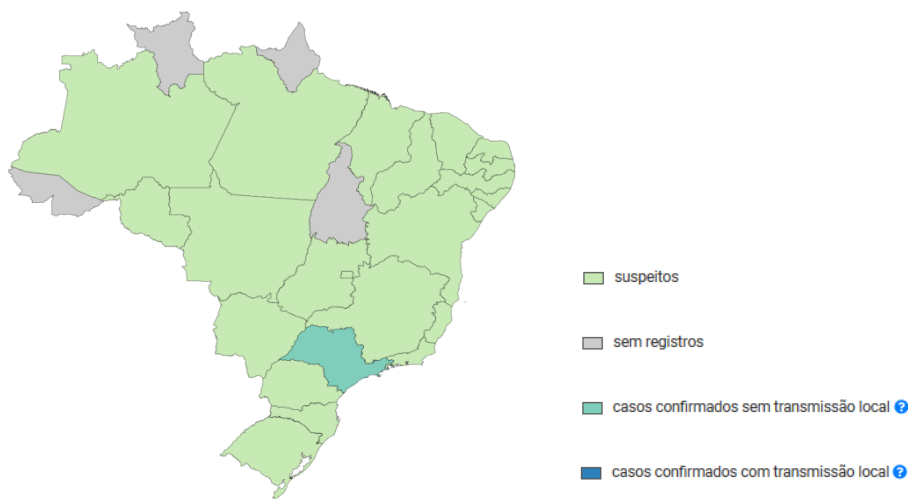 suspeitos
sem registros
casos confirmados sem transmissão local ?
casos confirmados com transmissão local ?